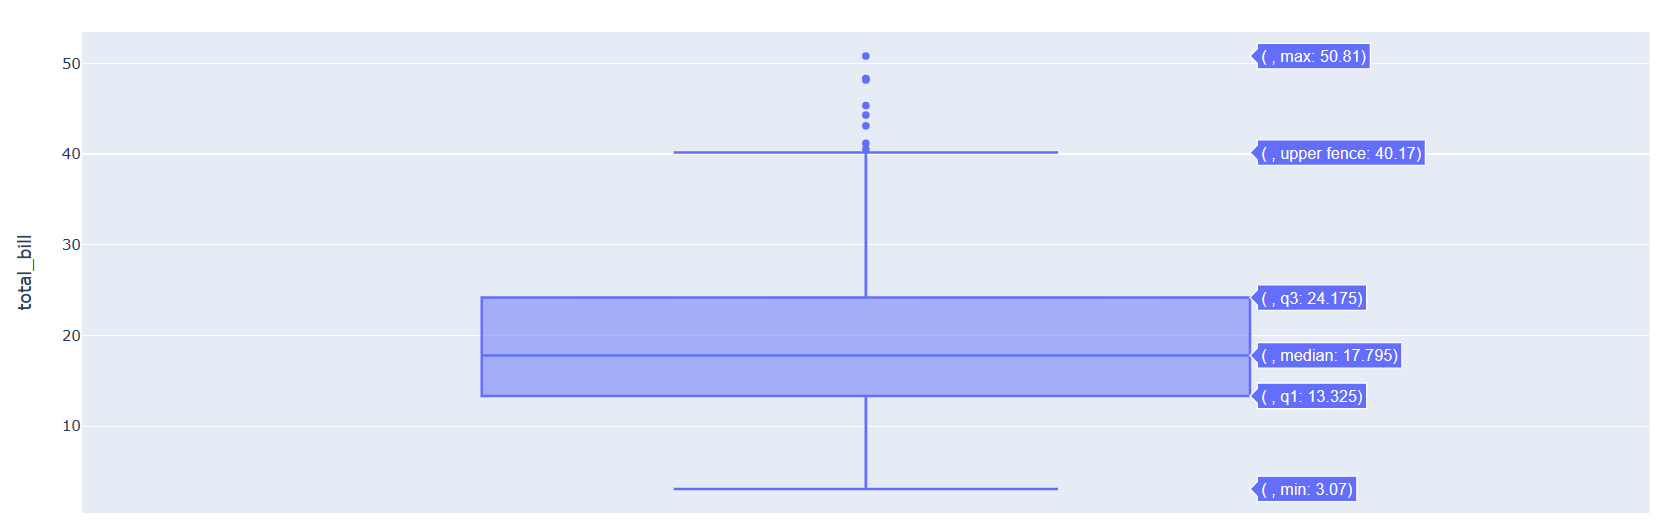 total_bill
50
40
30
20
10
( , max: 50.81)
( , upper fence: 40.17)
( , q3: 24.175)
( , median: 17.795)
( , q1: 13.325)
( , min: 3.07)